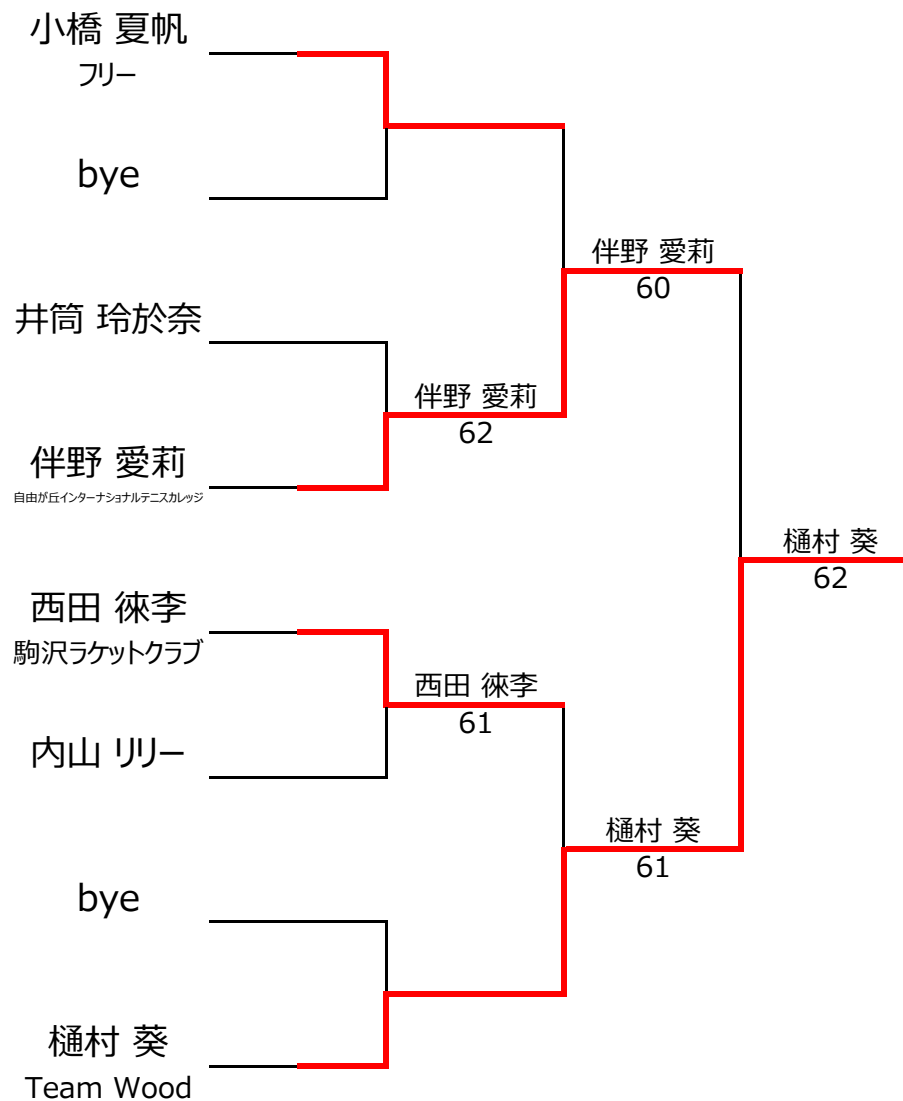 小橋 夏帆
フリー
bye
井筒 玲於奈
伴野 愛莉
自由が丘インターナショナルテニスカレッジ
西田 徠李
駒沢ラケットクラブ
内山 リリー
bye
樋村 葵
Team Wood
伴野 愛莉
62
西田 徠李
61
伴野 愛莉
60
樋村 葵
61
樋村 葵
62